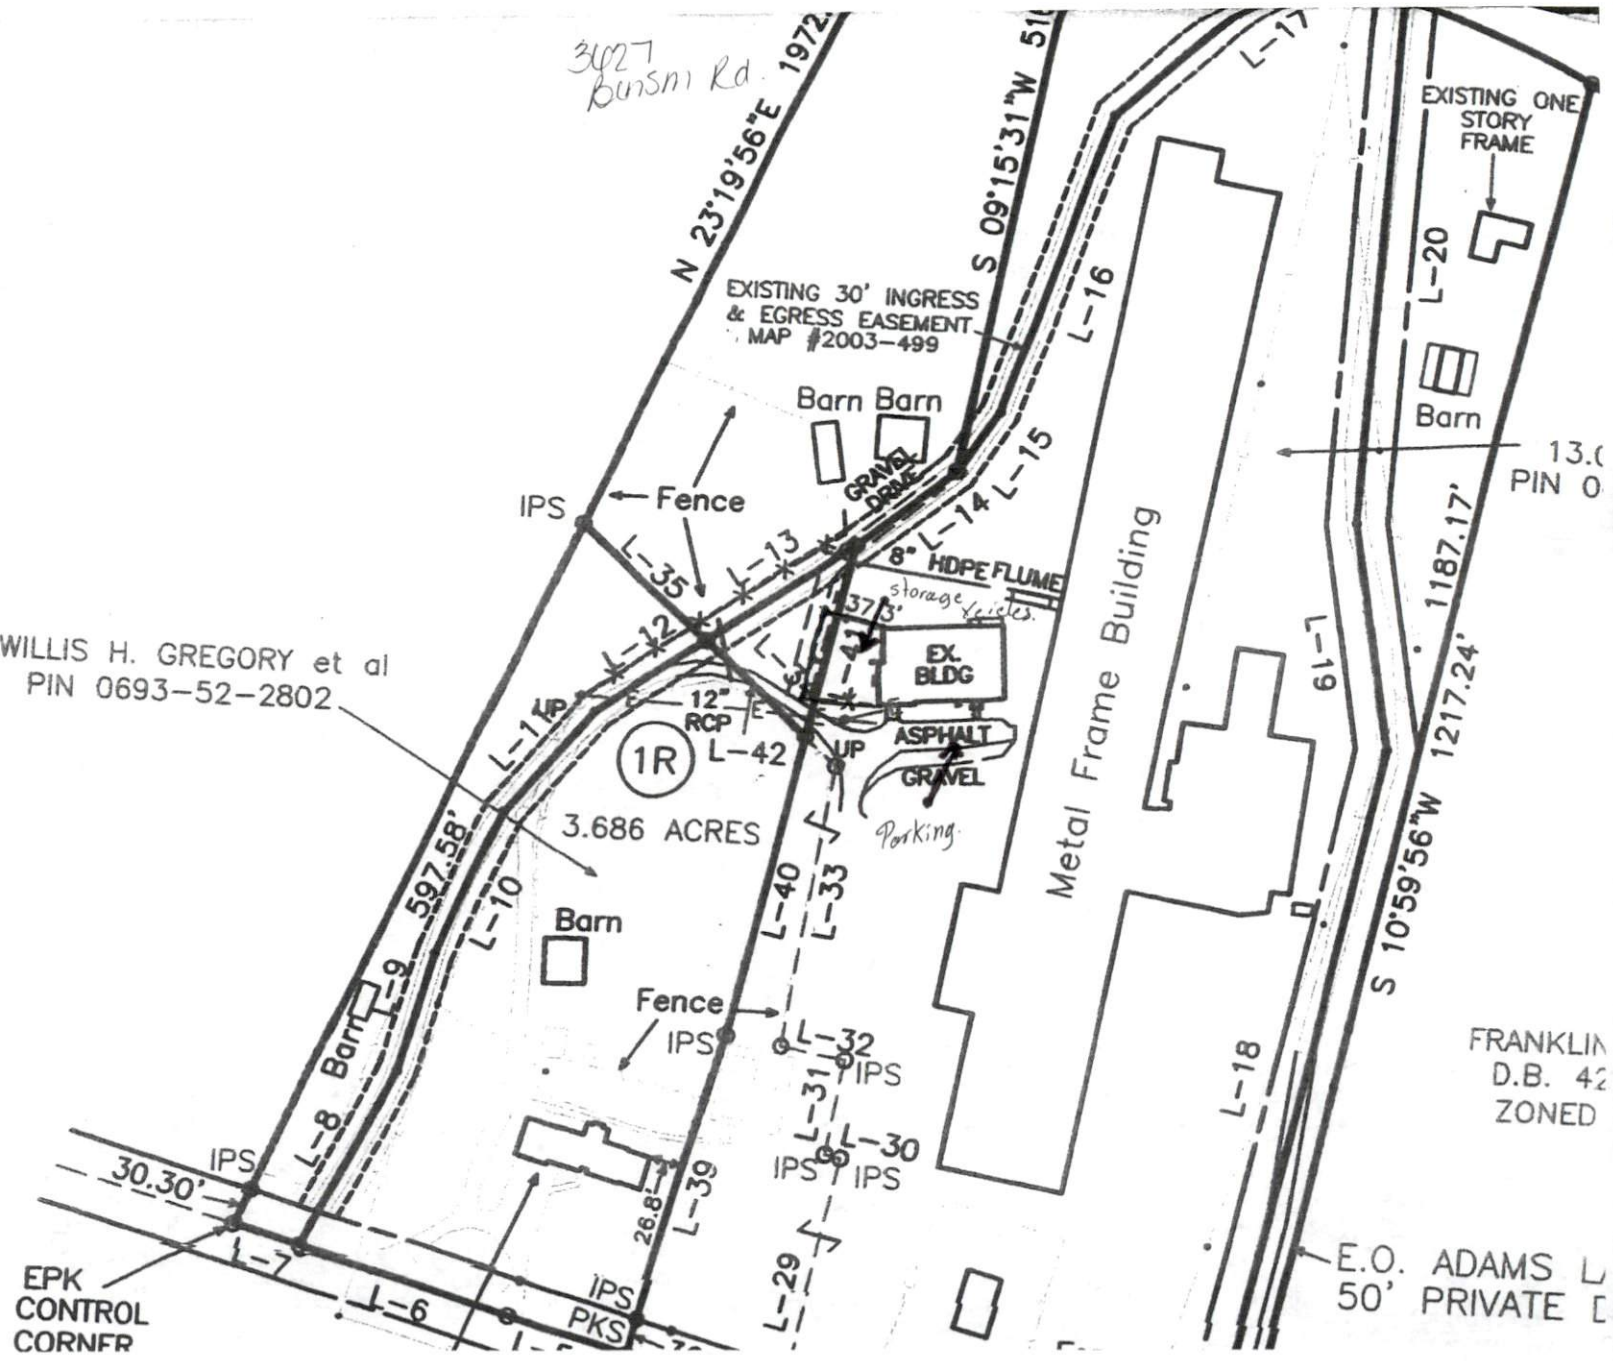 3427
Rd.
N 23°19'56"E 1972.
S 09°15'31"W 516
L-17
EXISTING ONE
STORY
FRAME
L-20
L-16
EXISTING 30' INGRESS
& EGRESS EASEMENT
MAP #2003-499
Barn Barn
Barn
GRAVEL
DRIVE
L-15
L-14
13.0
PIN 0
IPS
Fence
L-35
L-13
L-12
8" HDPE FLUME
storage
37.3'
EX.
BLDG
WILLIS H. GREGORY et al
PIN 0693-52-2802
UP
L-11
E
12"
RCP
E
L-42
1R
3.686 ACRES
UP
ASPHALT
GRAVEL
Parking.
Metal Frame Building
L-19
1187.17'
1217.24'
S 10°59'56"W
597.58'
L-10
L-9
L-40
L-33
Barn
Barn
Fence
IPS
L-32
IPS
L-31
L-30
IPS
IPS
L-18
FRANKLIN
D.B. 42
ZONED
L-8
IPS
30.30'
26.8'
L-39
L-29
L-7
L-6
IPS
PKS
EPK
CONTROL
CORNER
E.O. ADAMS L
50' PRIVATE D